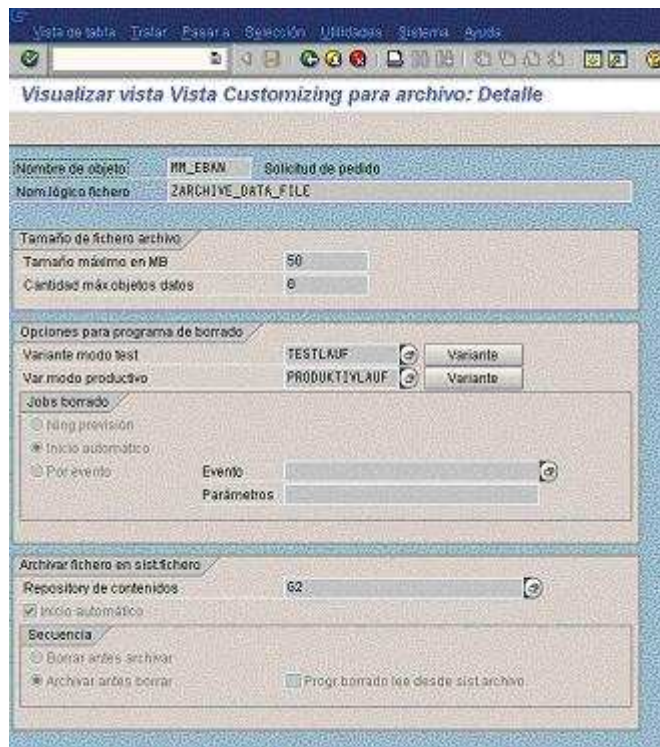 Vista de tabla Tratar Pasar a Selección Utilidades Sistema Ayuda
Visualizar vista Vista Customizing para archivo: Detalle
Nombre de objeto MM_EBAN Solicitud de pedido
Nom.lógico fichero ZARCHIVE_DATA_FILE
Tamaño de fichero archivo
Tamaño máximo en MB 50
Cantidad máx.objetos datos 0
Opciones para programa de borrado
Variante modo test TESTLAUF Variante
Var.modo productivo PRODUKTIVLAUF Variante
Jobs borrado
Ning.previsión
Inicio automático
Por evento Evento
Parámetros
Archivar fichero en sist.fichero
Repository de contenidos G2
Inicio automático
Secuencia
Borrar antes archivar
Archivar antes borrar Progr.borrado lee desde sist.archivo